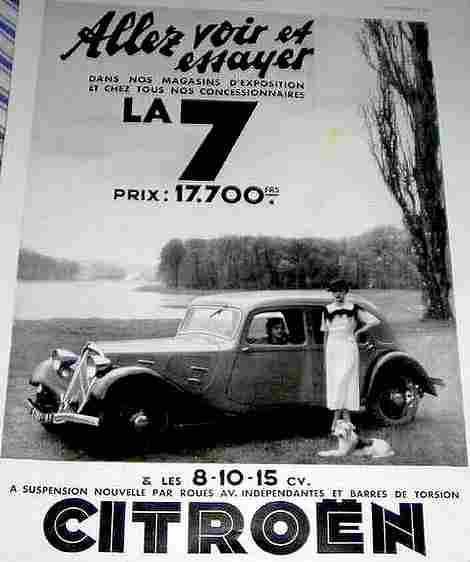 Allez voir et
essayer
DANS NOS MAGASINS D'EXPOSITION
ET CHEZ TOUS NOS CONCESSIONNAIRES
LA 7
PRIX: 17.700 FRS
& LES 8-10-15 CV.
A SUSPENSION NOUVELLE PAR ROUES AV. INDEPENDANTES ET BARRES DE TORSION
CITROËN